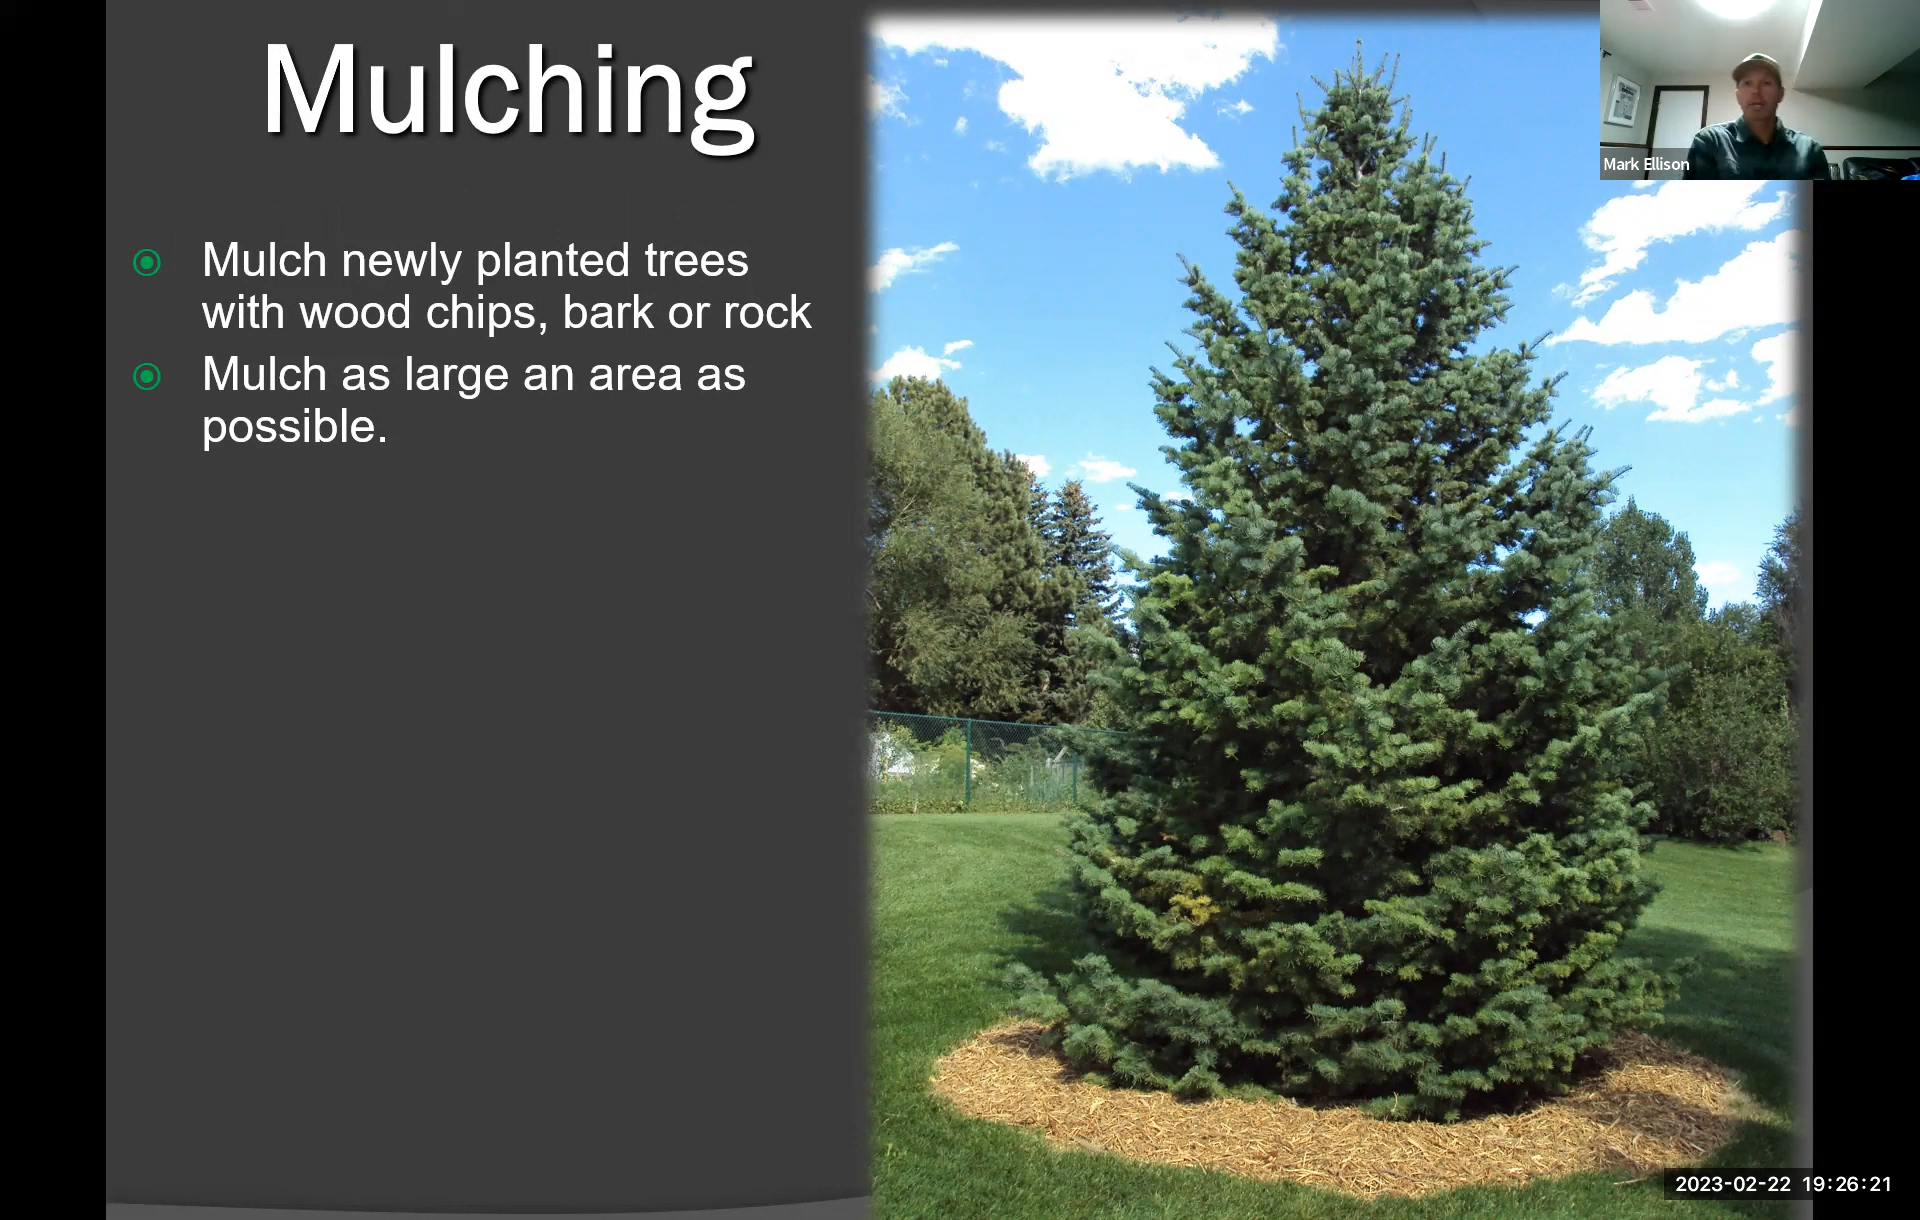 Mulching
Mark Ellison
Mulch newly planted trees
with wood chips, bark or rock
Mulch as large an area as
possible.
2023-02-22 19:26:21